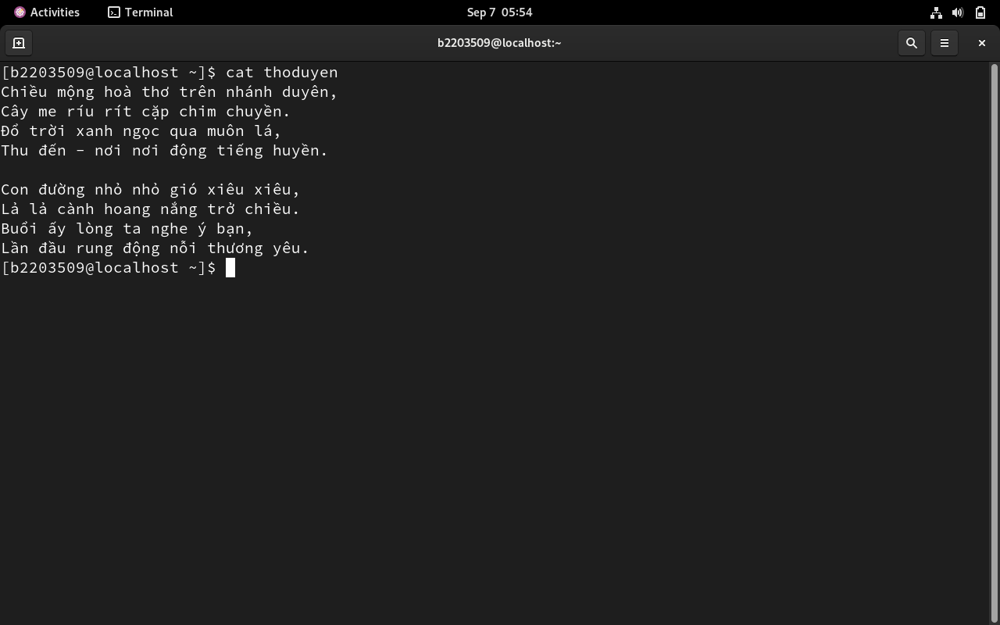 Activities Terminal Sep 7 05:54
b2203509@localhost:~
[b2203509@localhost ~]$ cat thoduyen
Chiều mộng hoà thơ trên nhánh duyên,
Cây me ríu rít cặp chim chuyền.
Đổ trời xanh ngọc qua muôn lá,
Thu đến - nơi nơi động tiếng huyền.

Con đường nhỏ nhỏ gió xiêu xiêu,
Lả lả cành hoang nắng trở chiều.
Buổi ấy lòng ta nghe ý bạn,
Lần đầu rung động nỗi thương yêu.
[b2203509@localhost ~]$